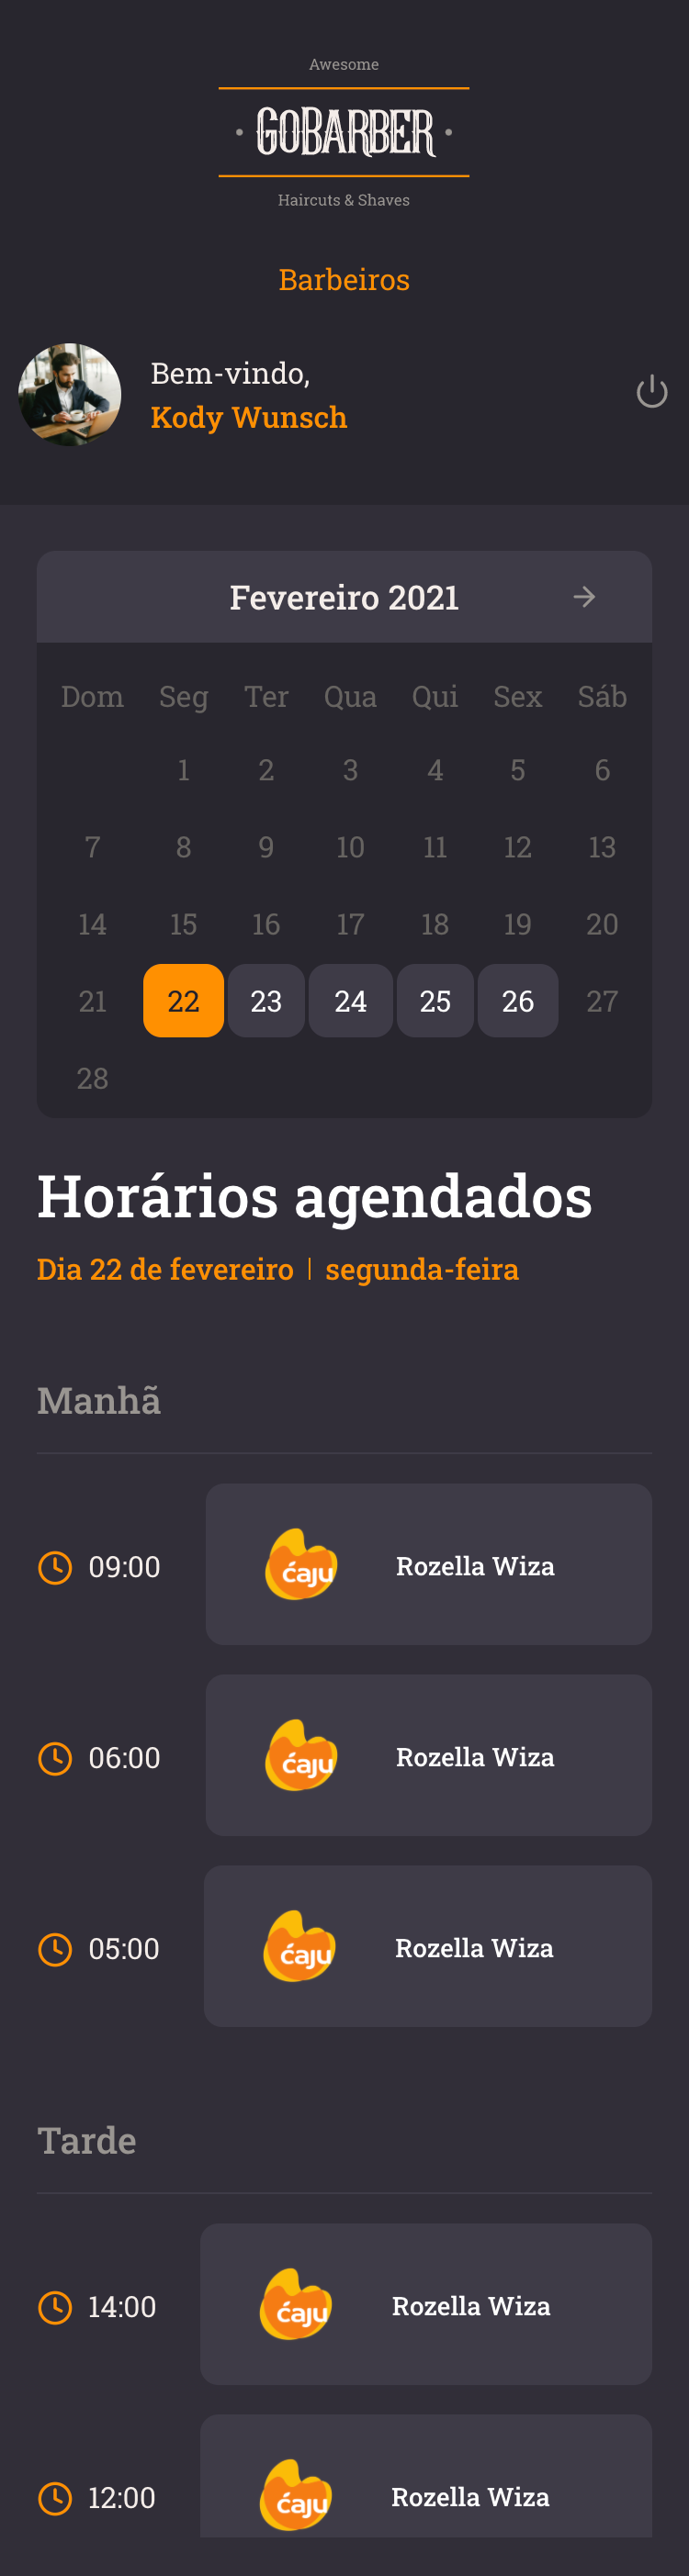 Awesome
GOBARBER
Haircuts & Shaves
Barbeiros
Bem-vindo,
Kody Wunsch
Fevereiro 2021
Dom Seg Ter Qua Qui Sex Sáb
1 2 3 4 5 6
7 8 9 10 11 12 13
14 15 16 17 18 19 20
21 22 23 24 25 26 27
28
Horários agendados
Dia 22 de fevereiro | segunda-feira
Manhã
09:00 ćaju Rozella Wiza
06:00 ćaju Rozella Wiza
05:00 ćaju Rozella Wiza
Tarde
14:00 ćaju Rozella Wiza
12:00 ćaju Rozella Wiza